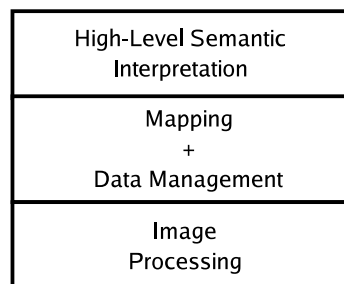 High-Level Semantic
Interpretation
Mapping
+
Data Management
Image
Processing